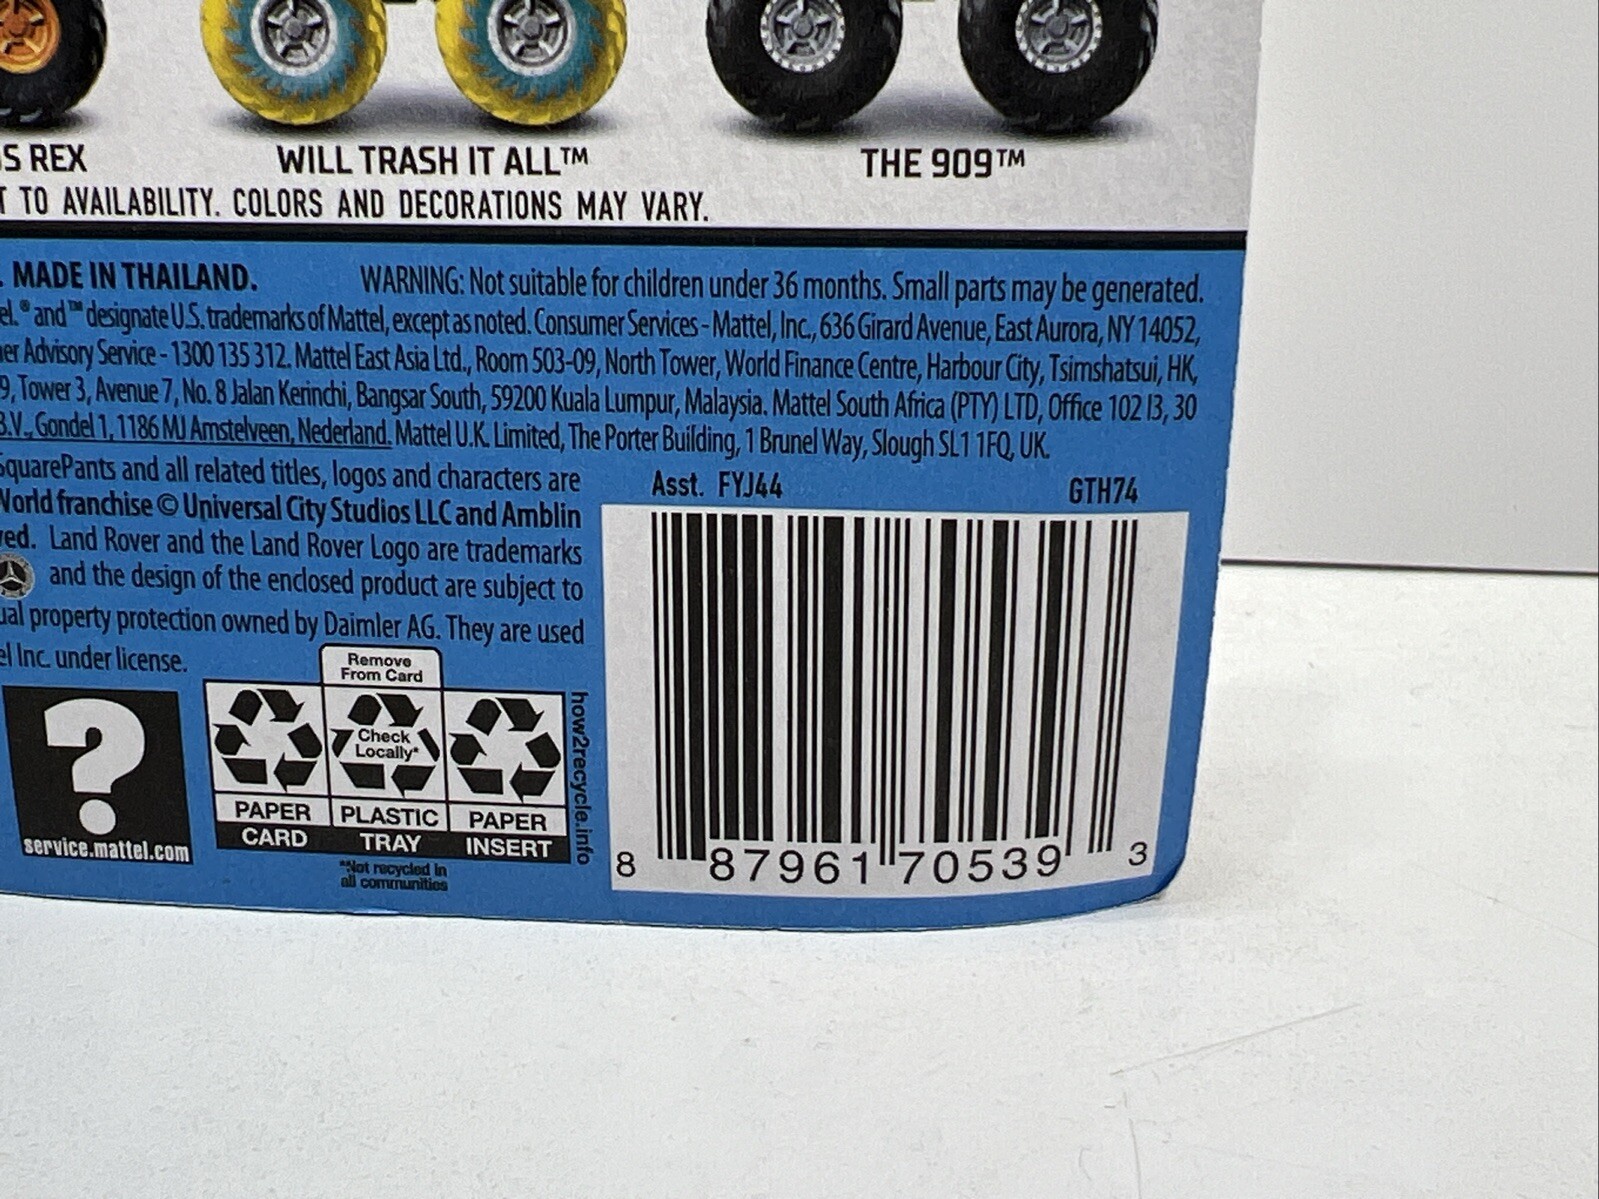 S REX
WILL TRASH IT ALL™
THE 909™
T TO AVAILABILITY. COLORS AND DECORATIONS MAY VARY.
. MADE IN THAILAND.
WARNING: Not suitable for children under 36 months. Small parts may be generated.
el. ® and ™ designate U.S. trademarks of Mattel, except as noted. Consumer Services - Mattel, Inc., 636 Girard Avenue, East Aurora, NY 14052,
er Advisory Service - 1300 135 312. Mattel East Asia Ltd., Room 503-09, North Tower, World Finance Centre, Harbour City, Tsimshatsui, HK,
9, Tower 3, Avenue 7, No. 8 Jalan Kerinchi, Bangsar South, 59200 Kuala Lumpur, Malaysia. Mattel South Africa (PTY) LTD, Office 102 I3, 30
B.V., Gondel 1, 1186 MJ Amstelveen, Nederland. Mattel U.K. Limited, The Porter Building, 1 Brunel Way, Slough SL1 1FQ, UK.
SquarePants and all related titles, logos and characters are
World franchise © Universal City Studios LLC and Amblin
ved. Land Rover and the Land Rover Logo are trademarks
and the design of the enclosed product are subject to
ual property protection owned by Daimler AG. They are used
el Inc. under license.
Asst. FYJ44
GTH74
service.mattel.com
Remove
From Card
Check
Locally*
PAPER
CARD
PLASTIC
TRAY
PAPER
INSERT
*Not recycled in
all communities
how2recycle.info
8 87961 70539 3